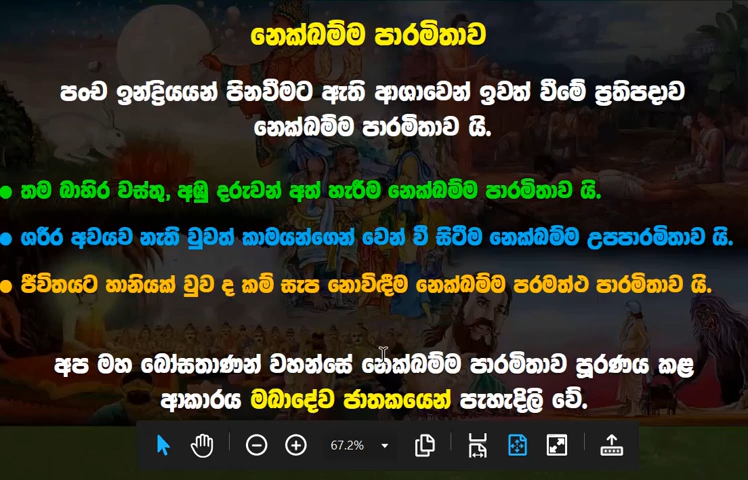 නෙක්ඛම්ම පාරමිතාව
පංච ඉන්ද්‍රියයන් පිනවීමට ඇති ආශාවෙන් ඉවත් වීමේ ප්‍රතිපදාව
නෙක්ඛම්ම පාරමිතාව යි.
● තම බාහිර වස්තු, අඹු දරුවන් අත් හැරීම නෙක්ඛම්ම පාරමිතාව යි.
● ශරීර අවයව නැති වුවත් කාමයන්ගෙන් වෙන් වී සිටීම නෙක්ඛම්ම උපපාරමිතාව යි.
● ජීවිතයට හානියක් වුව ද කම් සැප නොවිඳීම නෙක්ඛම්ම පරමත්ථ පාරමිතාව යි.
අප මහ බෝසතාණන් වහන්සේ නෙක්ඛම්ම පාරමිතාව පූරණය කළ
ආකාරය මඛාදේව ජාතකයෙන් පැහැදිලි වේ.
67.2%